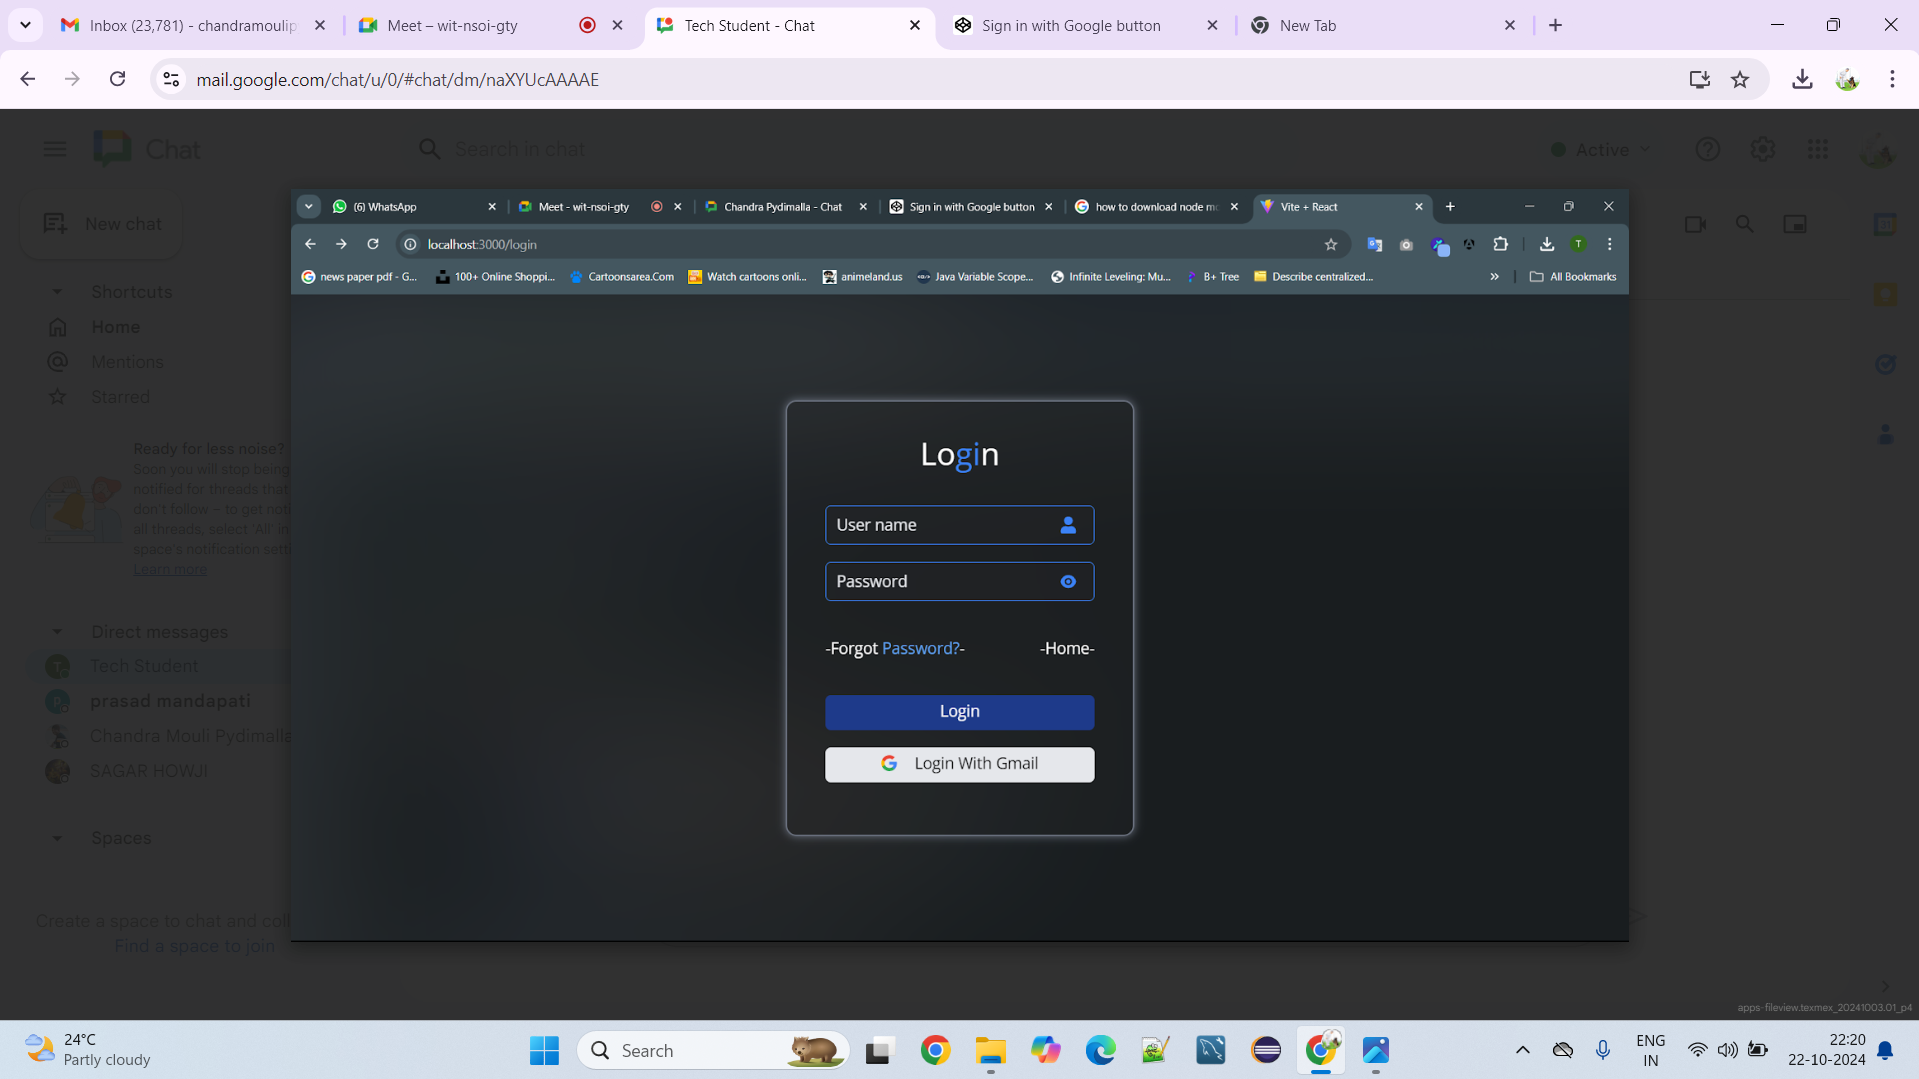 Inbox (23,781) - chandramoulip
Meet – wit-nsoi-gty
Tech Student - Chat
Sign in with Google button
New Tab
mail.google.com/chat/u/0/#chat/dm/naXYUcAAAAE
Chat
Search in chat
Active
New chat
Shortcuts
Home
Mentions
Starred
Ready for less noise?
Soon you will stop being
notified for threads that
don't follow – to get noti
all threads, select 'All' in
space's notification setti
Learn more
Direct messages
T Tech Student
P prasad mandapati
Chandra Mouli Pydimalla
SAGAR HOWJI
Spaces
Create a space to chat and coll
Find a space to join
(6) WhatsApp
Meet - wit-nsoi-gty
Chandra Pydimalla - Chat
Sign in with Google button
how to download node mo
Vite + React
localhost:3000/login
T
news paper pdf - G...
100+ Online Shoppi...
Cartoonsarea.Com
Watch cartoons onli...
animeland.us
Java Variable Scope...
Infinite Leveling: Mu...
B+ Tree
Describe centralized...
»
All Bookmarks
Login
User name
Password
-Forgot Password?-
-Home-
Login
Login With Gmail
apps-fileview.texmex_20241003.01_p4
24°C
Partly cloudy
Search
ENG
IN
22:20
22-10-2024